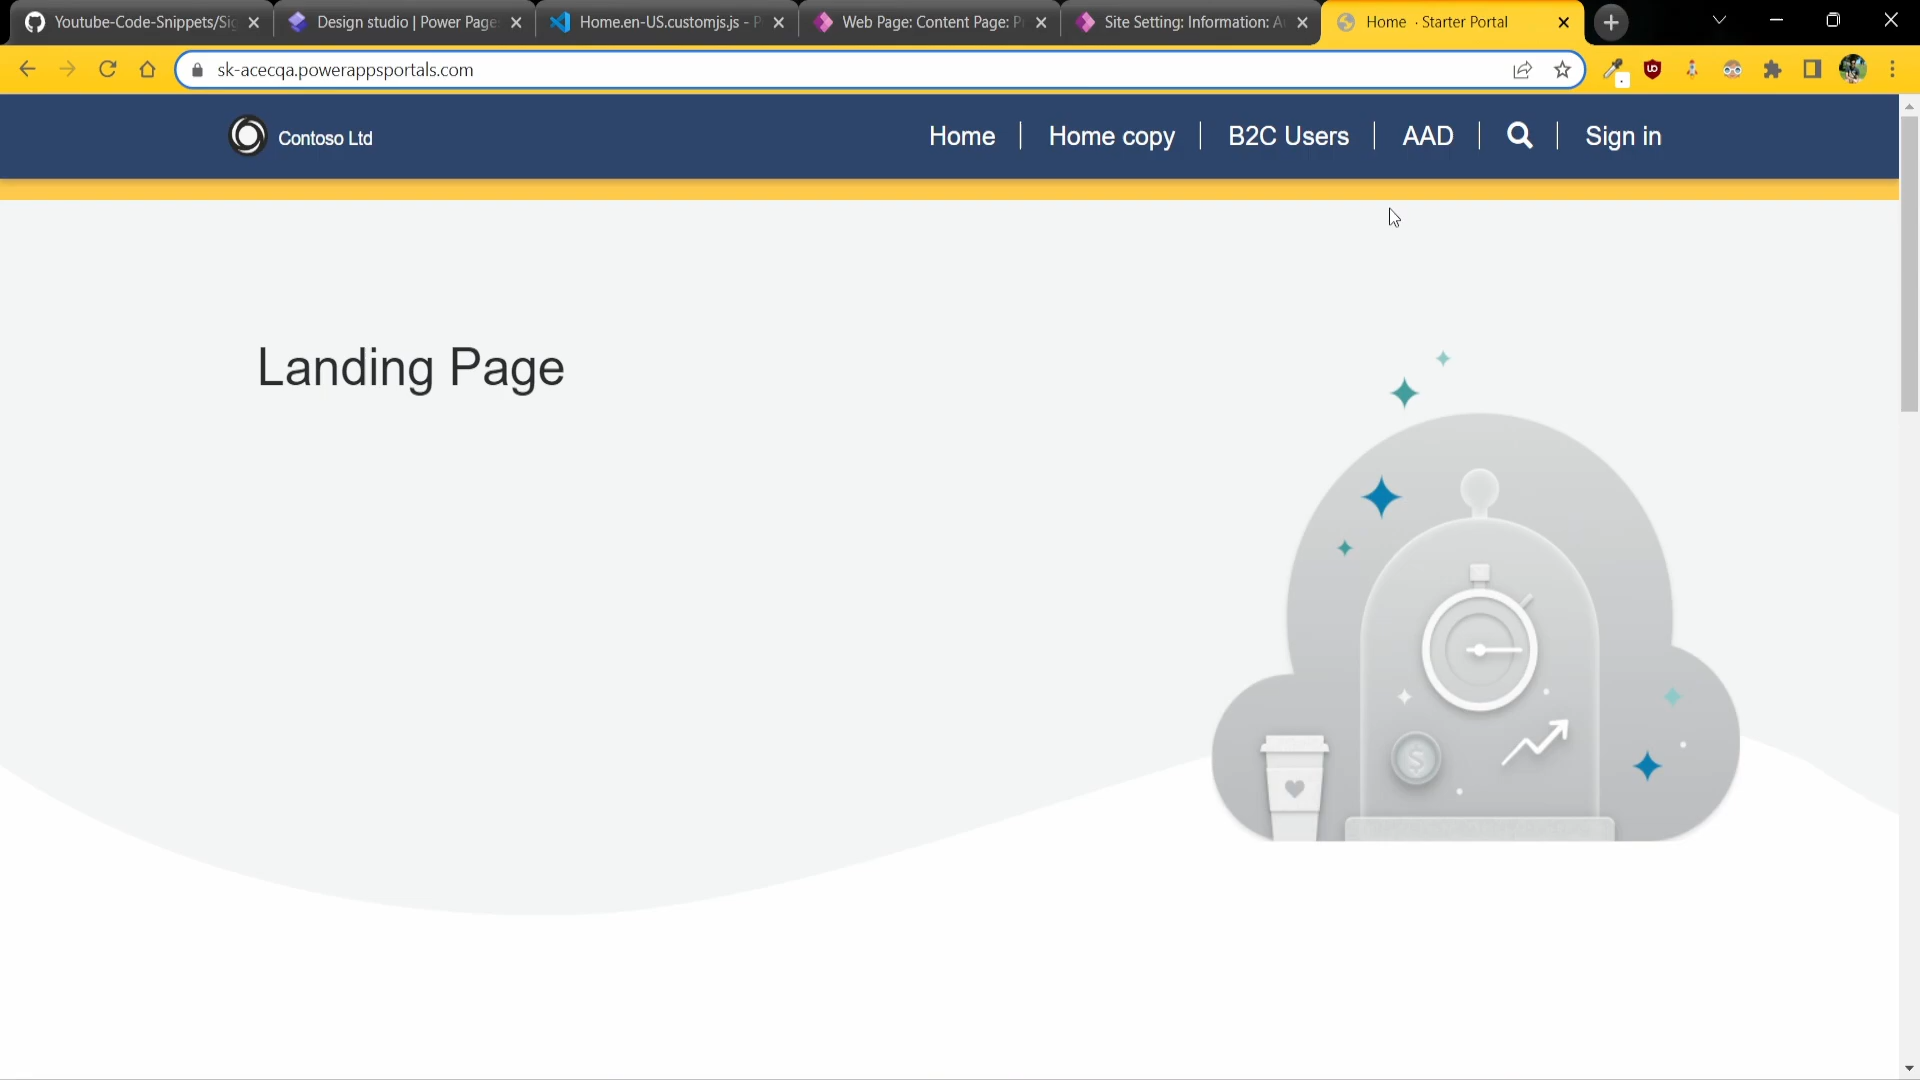 Youtube-Code-Snippets/Si
Design studio | Power Page
Home.en-US.customjs.js - P
Web Page: Content Page: P
Site Setting: Information: A
Home · Starter Portal
sk-acecqa.powerappsportals.com
Contoso Ltd
Home
Home copy
B2C Users
AAD
Sign in
Landing Page
$